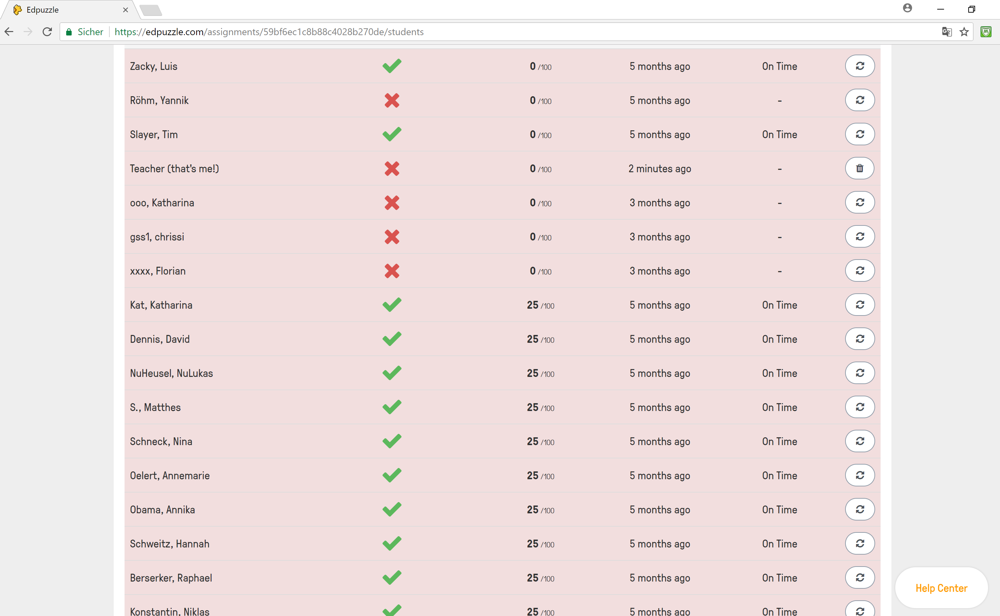 Edpuzzle
Sicher https://edpuzzle.com/assignments/59bf6ec1c8b88c4028b270de/students
Zacky, Luis 0 /100 5 months ago On Time
Röhm, Yannik 0 /100 5 months ago -
Slayer, Tim 0 /100 5 months ago On Time
Teacher (that's me!) 0 /100 2 minutes ago -
ooo, Katharina 0 /100 3 months ago -
gss1, chrissi 0 /100 3 months ago -
xxxx, Florian 0 /100 3 months ago -
Kat, Katharina 25 /100 5 months ago On Time
Dennis, David 25 /100 5 months ago On Time
NuHeusel, NuLukas 25 /100 5 months ago On Time
S., Matthes 25 /100 5 months ago On Time
Schneck, Nina 25 /100 5 months ago On Time
Oelert, Annemarie 25 /100 5 months ago On Time
Obama, Annika 25 /100 5 months ago On Time
Schweitz, Hannah 25 /100 5 months ago On Time
Berserker, Raphael 25 /100 5 months ago On Time
Help Center
Konstantin, Niklas 25 /100 5 months ago On Time